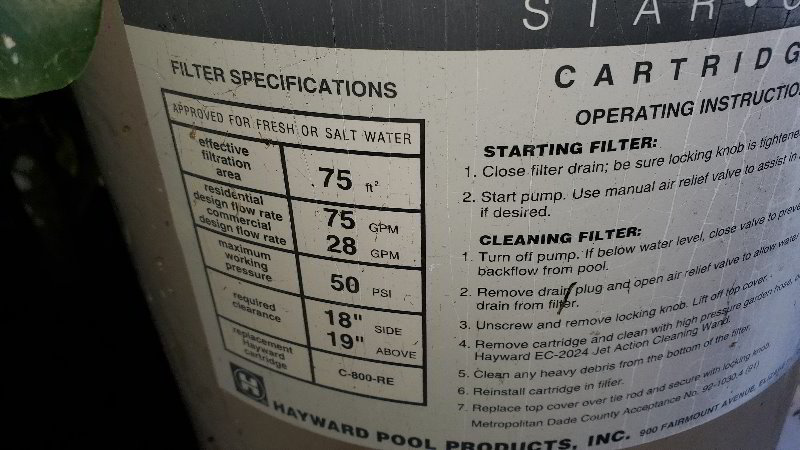 STAR
CARTRIDG
FILTER SPECIFICATIONS
APPROVED FOR FRESH OR SALT WATER
effective
filtration
area
75 ft²
residential
design flow rate
75 GPM
commercial
design flow rate
28 GPM
maximum
working
pressure
50 PSI
required
clearance
18" SIDE
19" ABOVE
replacement
Hayward
cartridge
C-800-RE
OPERATING INSTRUCTIO
STARTING FILTER:
1. Close filter drain; be sure locking knob is tightene
2. Start pump. Use manual air relief valve to assist in
if desired.
CLEANING FILTER:
1. Turn off pump. If below water level, close valve to preve
backflow from pool.
2. Remove drain plug and open air relief valve to allow water
drain from filter.
3. Unscrew and remove locking knob. Lift off top cover.
4. Remove cartridge and clean with high pressure garden hose,
Hayward EC-2024 Jet Action Cleaning Wand.
5. Clean any heavy debris from the bottom of the filter.
6. Reinstall cartridge in filter.
7. Replace top cover over tie rod and secure with locking knob.
Metropolitan Dade County Acceptance No. 92-1030.4 (91)
H
HAYWARD POOL PRODUCTS, INC. 900 FAIRMOUNT AVENUE,